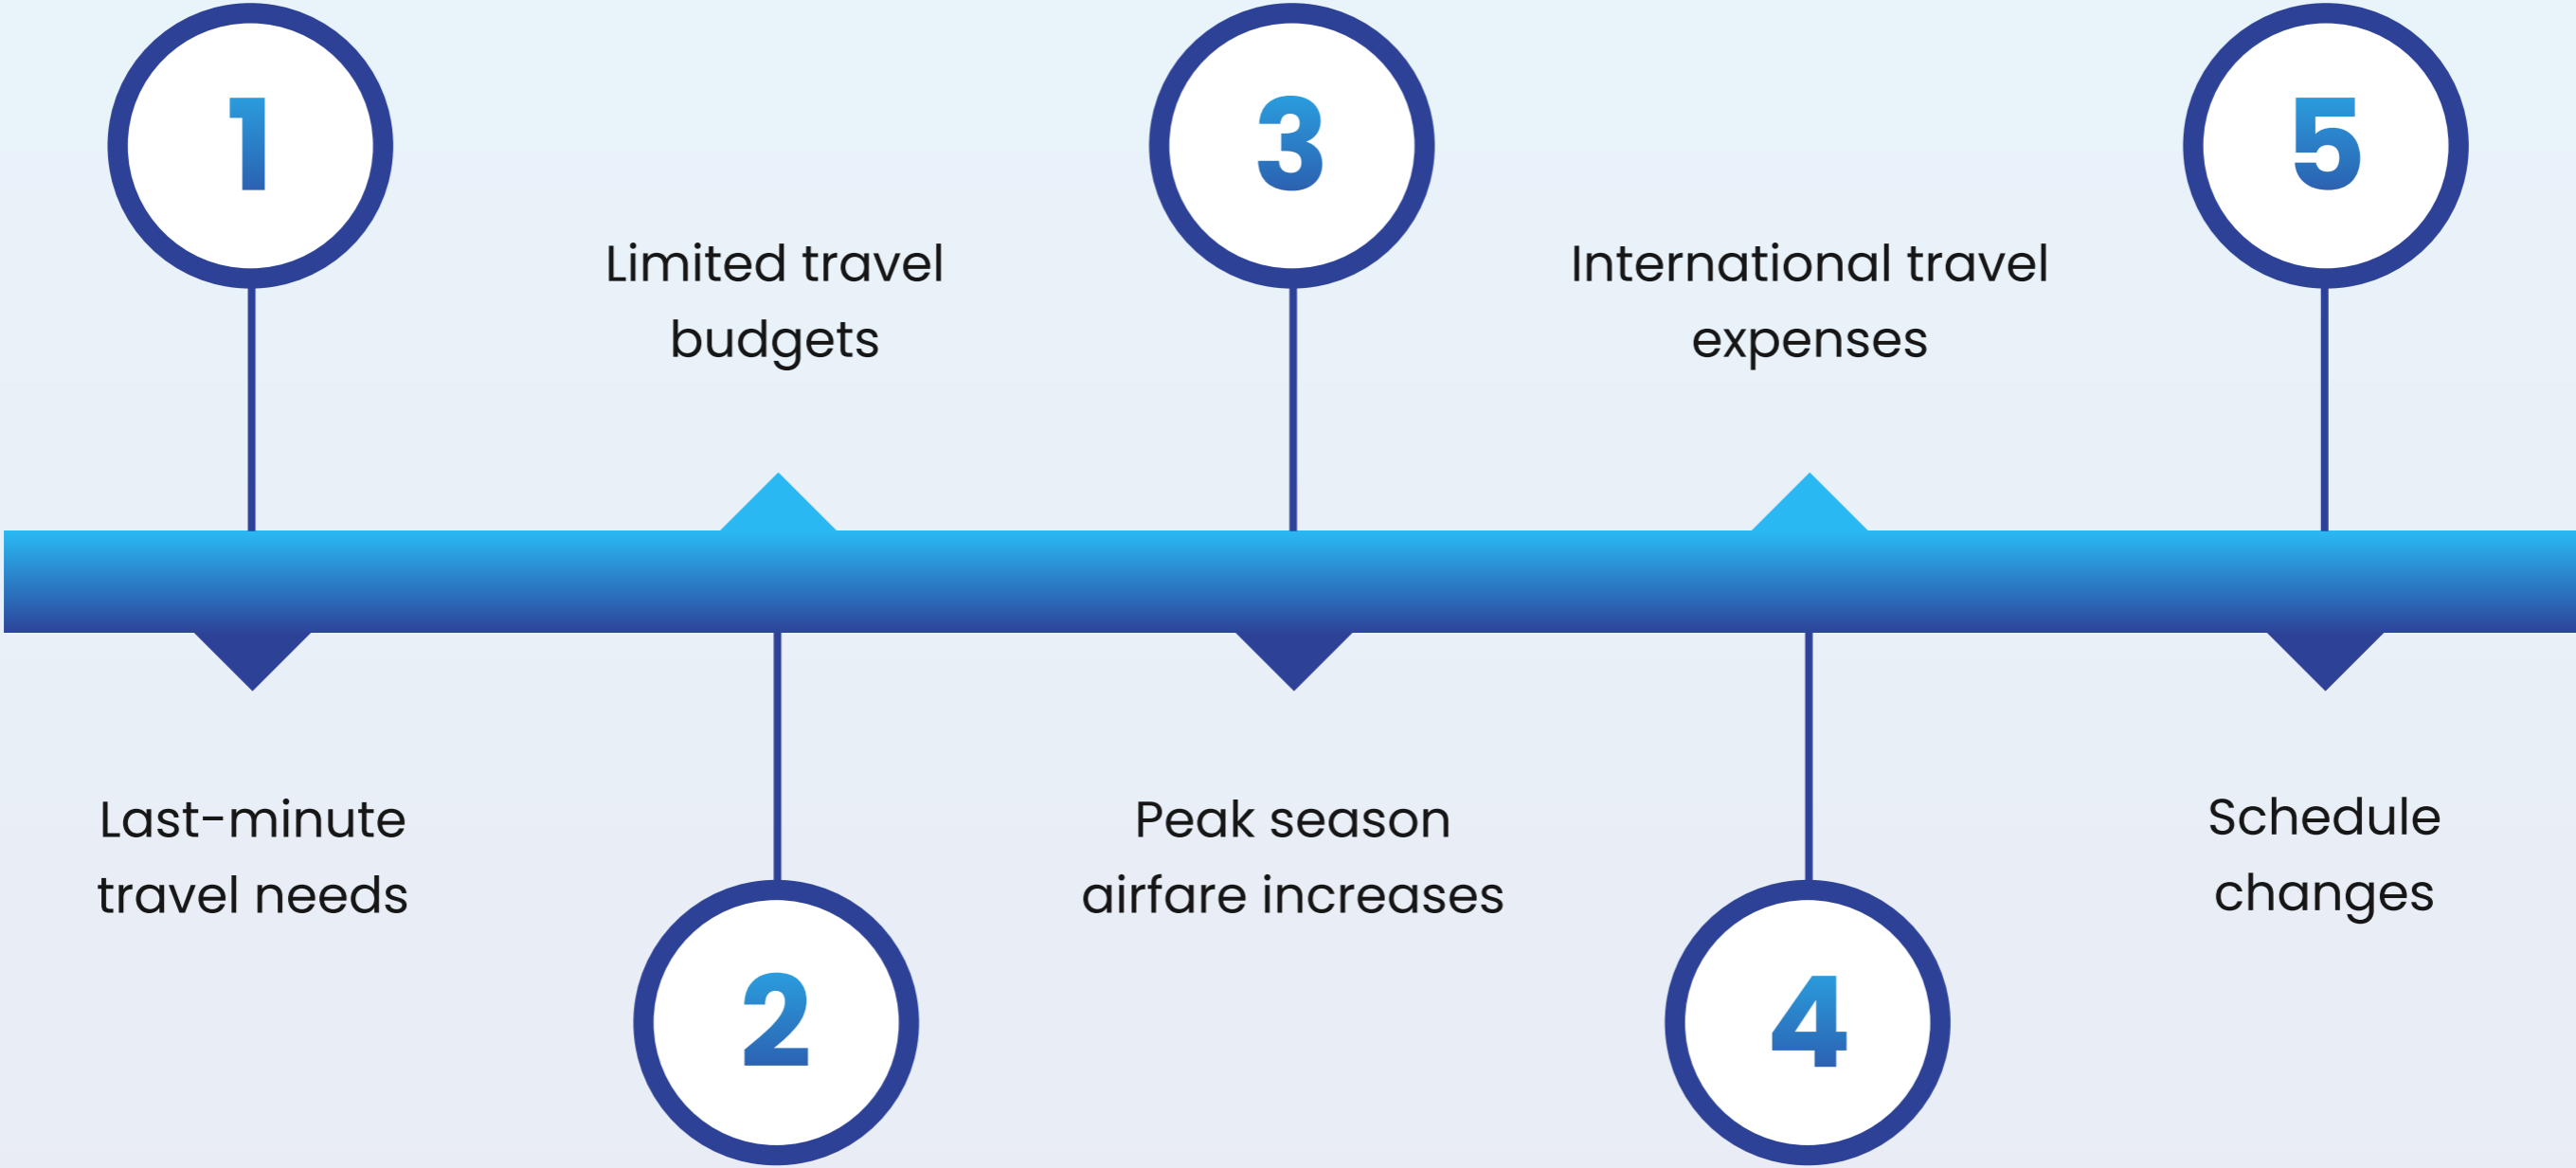 1
Last-minute
travel needs
Limited travel
budgets
2
3
Peak season
airfare increases
International travel
expenses
4
5
Schedule
changes